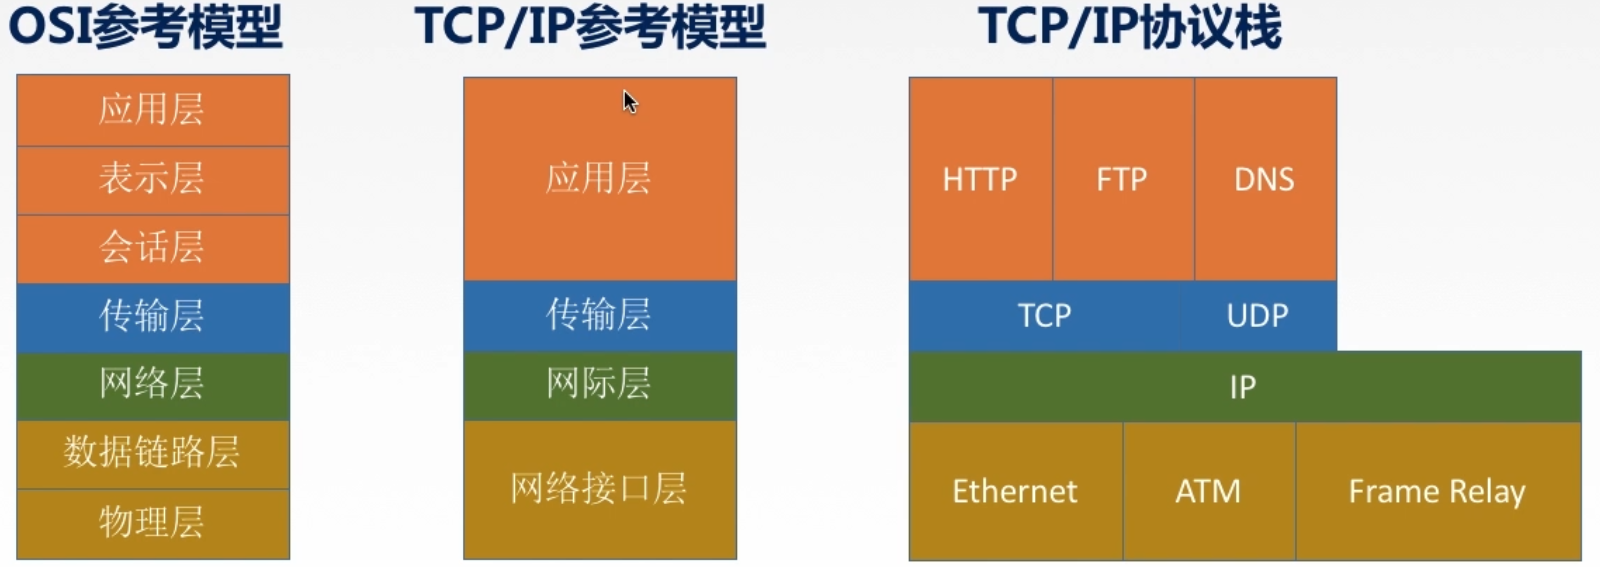 OSI参考模型
TCP/IP参考模型
TCP/IP协议栈
应用层
表示层
会话层
传输层
网络层
数据链路层
物理层
应用层
传输层
网际层
网络接口层
HTTP
FTP
DNS
TCP
UDP
IP
Ethernet
ATM
Frame Relay